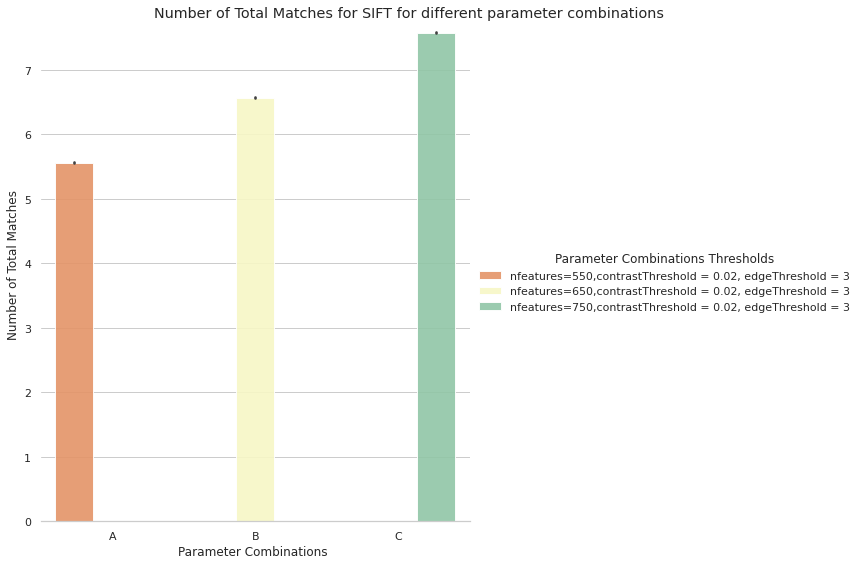 Number of Total Matches for SIFT for different parameter combinations
7
6
5
4
3
2
1
0
Number of Total Matches
A
B
C
Parameter Combinations
Parameter Combinations Thresholds
nfeatures=550,contrastThreshold = 0.02, edgeThreshold = 3
nfeatures=650,contrastThreshold = 0.02, edgeThreshold = 3
nfeatures=750,contrastThreshold = 0.02, edgeThreshold = 3